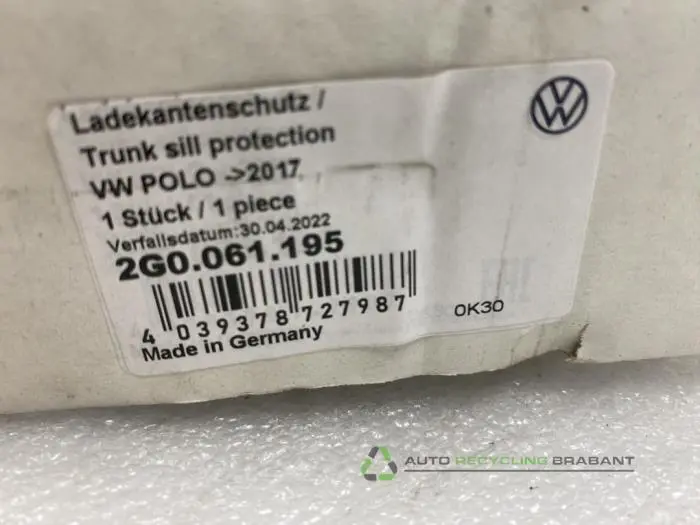 Ladekantenschutz /
Trunk sill protection
VW POLO ->2017
1 Stück / 1 piece
Verfallsdatum:30.04.2022
2G0.061.195
4 039378 727987
0K30
Made in Germany
AUTO RECYCLING BRABANT